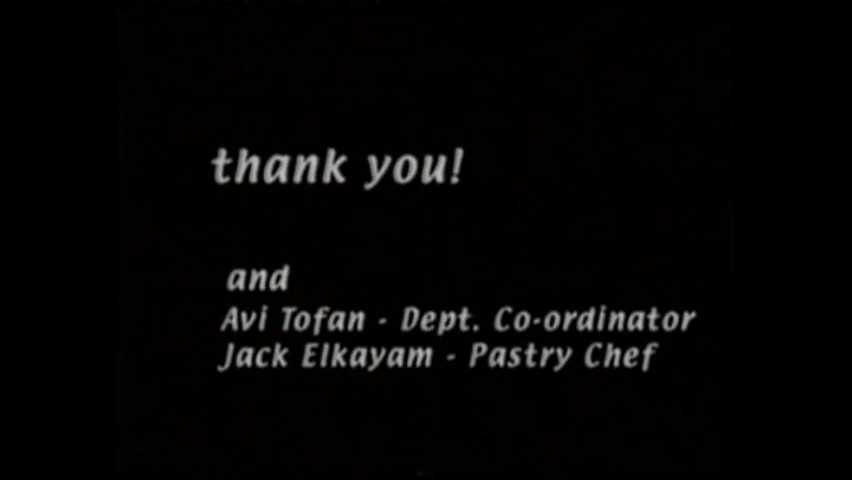 thank you!
and
Avi Tofan - Dept. Co-ordinator
Jack Elkayam - Pastry Chef